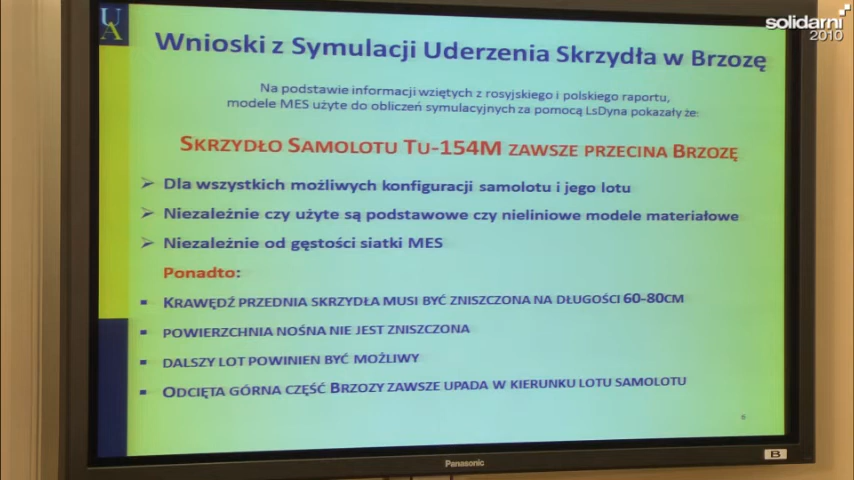 solidarni
2010
UA
Wnioski z Symulacji Uderzenia Skrzydła w Brzozę
Na podstawie informacji wziętych z rosyjskiego i polskiego raportu,
modele MES użyte do obliczeń symulacyjnych za pomocą LsDyna pokazały że:
SKRZYDŁO SAMOLOTU TU-154M ZAWSZE PRZECINA BRZOZĘ
➢ Dla wszystkich możliwych konfiguracji samolotu i jego lotu
➢ Niezależnie czy użyte są podstawowe czy nieliniowe modele materiałowe
➢ Niezależnie od gęstości siatki MES
Ponadto:
▪ KRAWĘDŹ PRZEDNIA SKRZYDŁA MUSI BYĆ ZNISZCZONA NA DŁUGOŚCI 60-80CM
▪ POWIERZCHNIA NOŚNA NIE JEST ZNISZCZONA
▪ DALSZY LOT POWINIEN BYĆ MOŻLIWY
▪ ODCIĘTA GÓRNA CZĘŚĆ BRZOZY ZAWSZE UPADA W KIERUNKU LOTU SAMOLOTU
Panasonic
B